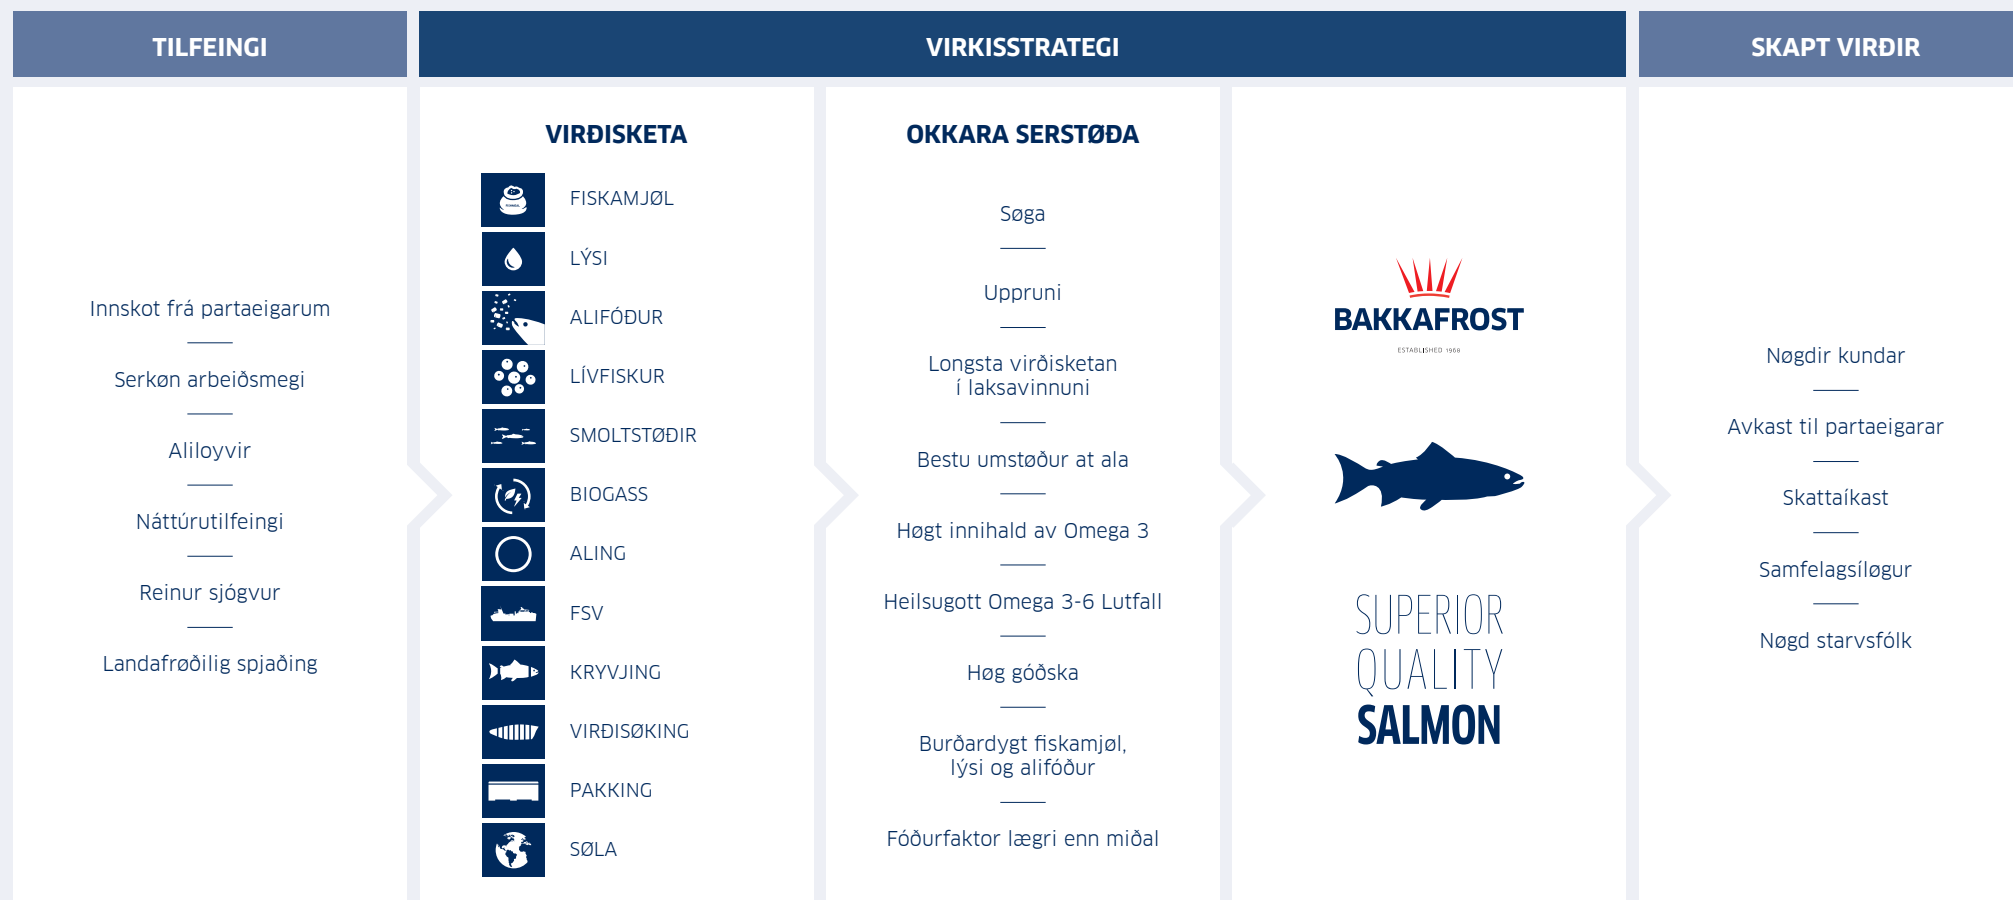 TILFEINGI
VIRKISSTRATEGI
SKAPT VIRÐIR
Innskot frá partaeigarum
Serkøn arbeiðsmegi
Aliloyvir
Náttúrutilfeingi
Reinur sjógvur
Landafrøðilig spjaðing
VIRÐISKETA
FISKAMJØL
LÝSI
ALIFÓÐUR
LÍVFISKUR
SMOLTSTØÐIR
BIOGASS
ALING
FSV
KRYVJING
VIRÐISØKING
PAKKING
SØLA
OKKARA SERSTØÐA
Søga
Uppruni
Longsta virðisketan
í laksavinnuni
Bestu umstøður at ala
Høgt innihald av Omega 3
Heilsugott Omega 3-6 Lutfall
Høg góðska
Burðardygt fiskamjøl,
lýsi og alifóður
Fóðurfaktor lægri enn miðal
BAKKAFROST
ESTABLISHED 1968
SUPERIOR
QUALITY
SALMON
Nøgdir kundar
Avkast til partaeigarar
Skattaíkast
Samfelagsíløgur
Nøgd starvsfólk